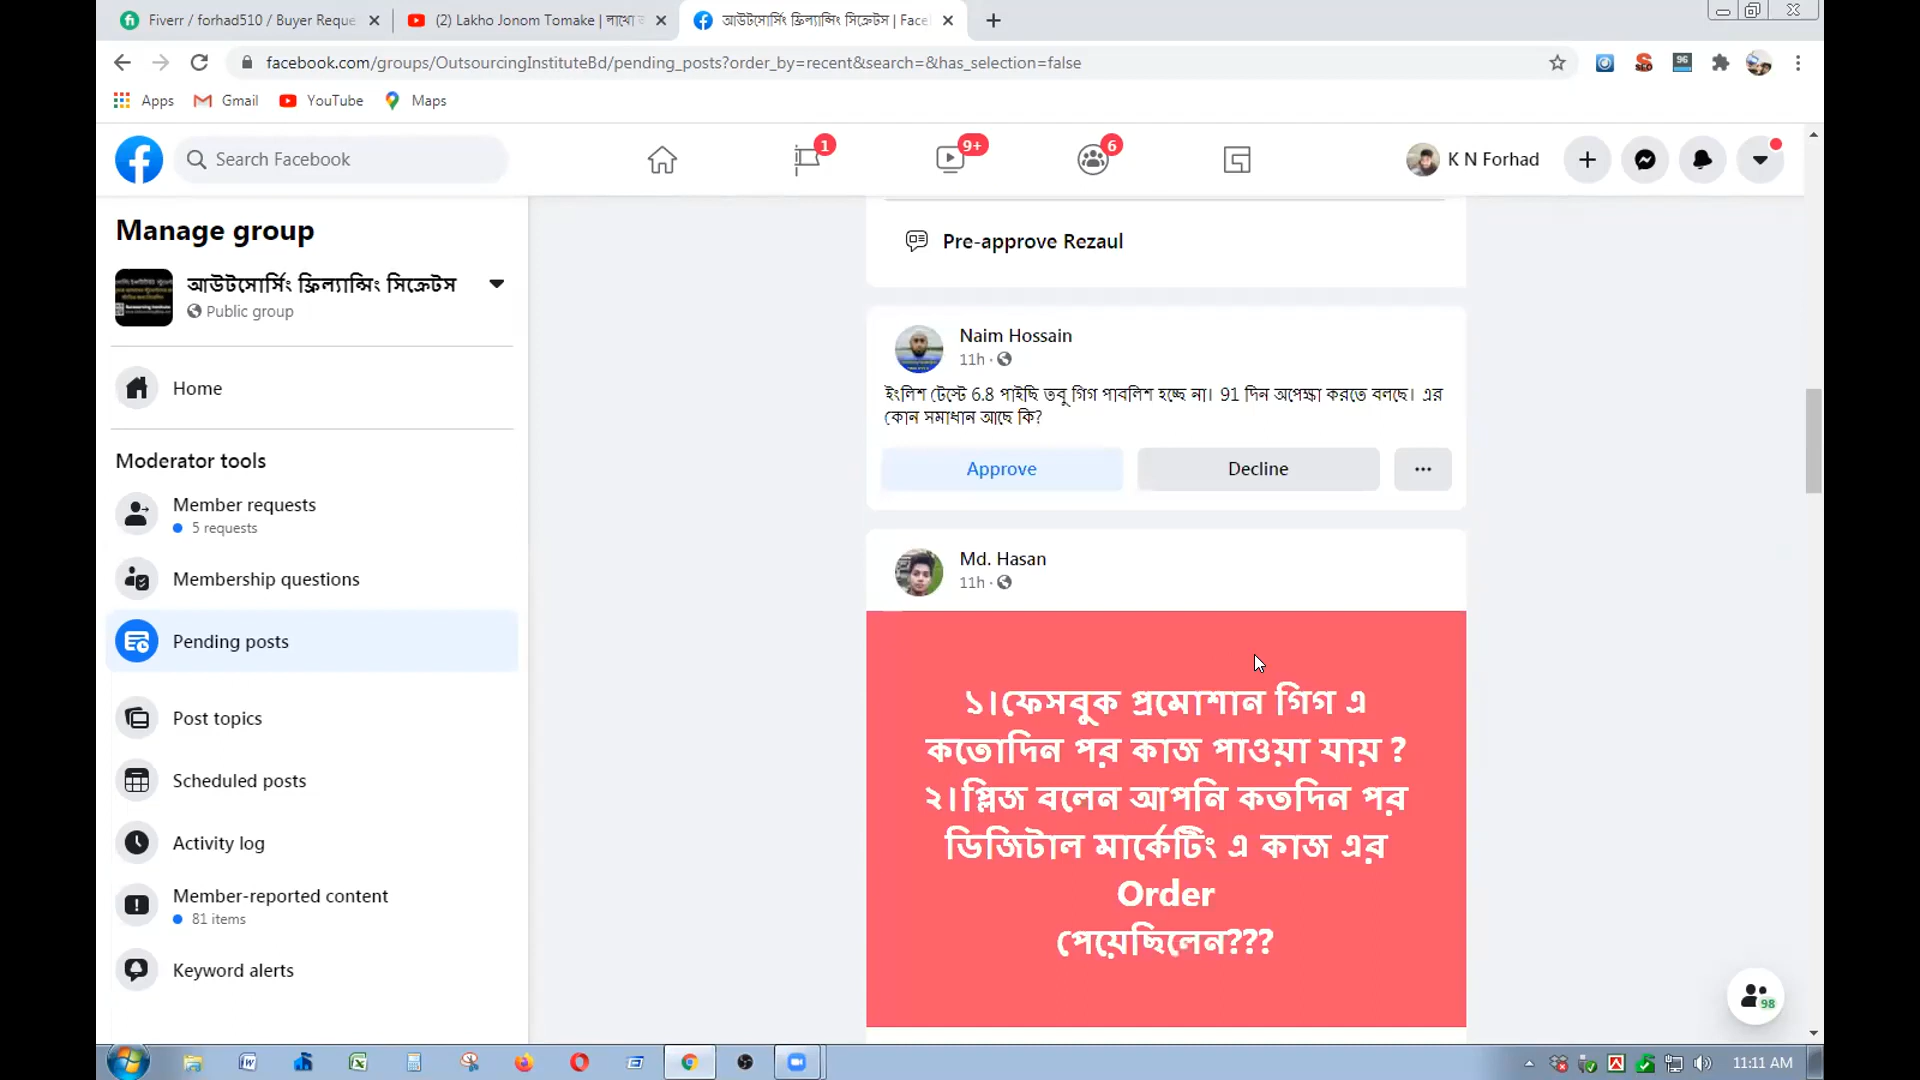 Fiverr / forhad510 / Buyer Reque
(2) Lakho Jonom Tomake | লাখো
আউটসোর্সিং ফ্রিল্যান্সিং সিক্রেটস | Face
facebook.com/groups/OutsourcingInstituteBd/pending_posts?order_by=recent&search=&has_selection=false
96
Apps
Gmail
YouTube
Maps
Search Facebook
1
9+
6
K N Forhad
Manage group
আউটসোর্সিং ফ্রিল্যান্সিং সিক্রেটস
Public group
Home
Moderator tools
Member requests
5 requests
Membership questions
Pending posts
Post topics
Scheduled posts
Activity log
Member-reported content
81 items
Keyword alerts
Pre-approve Rezaul
Naim Hossain
11h ·
ইংলিশ টেস্টে 6.8 পাইছি তবু গিগ পাবলিশ হচ্ছে না। 91 দিন অপেক্ষা করতে বলছে। এর
কোন সমাধান আছে কি?
Approve
Decline
Md. Hasan
11h ·
১।ফেসবুক প্রমোশান গিগ এ
কতোদিন পর কাজ পাওয়া যায় ?
২।প্লিজ বলেন আপনি কতদিন পর
ডিজিটাল মার্কেটিং এ কাজ এর
Order
পেয়েছিলেন???
98
11:11 AM